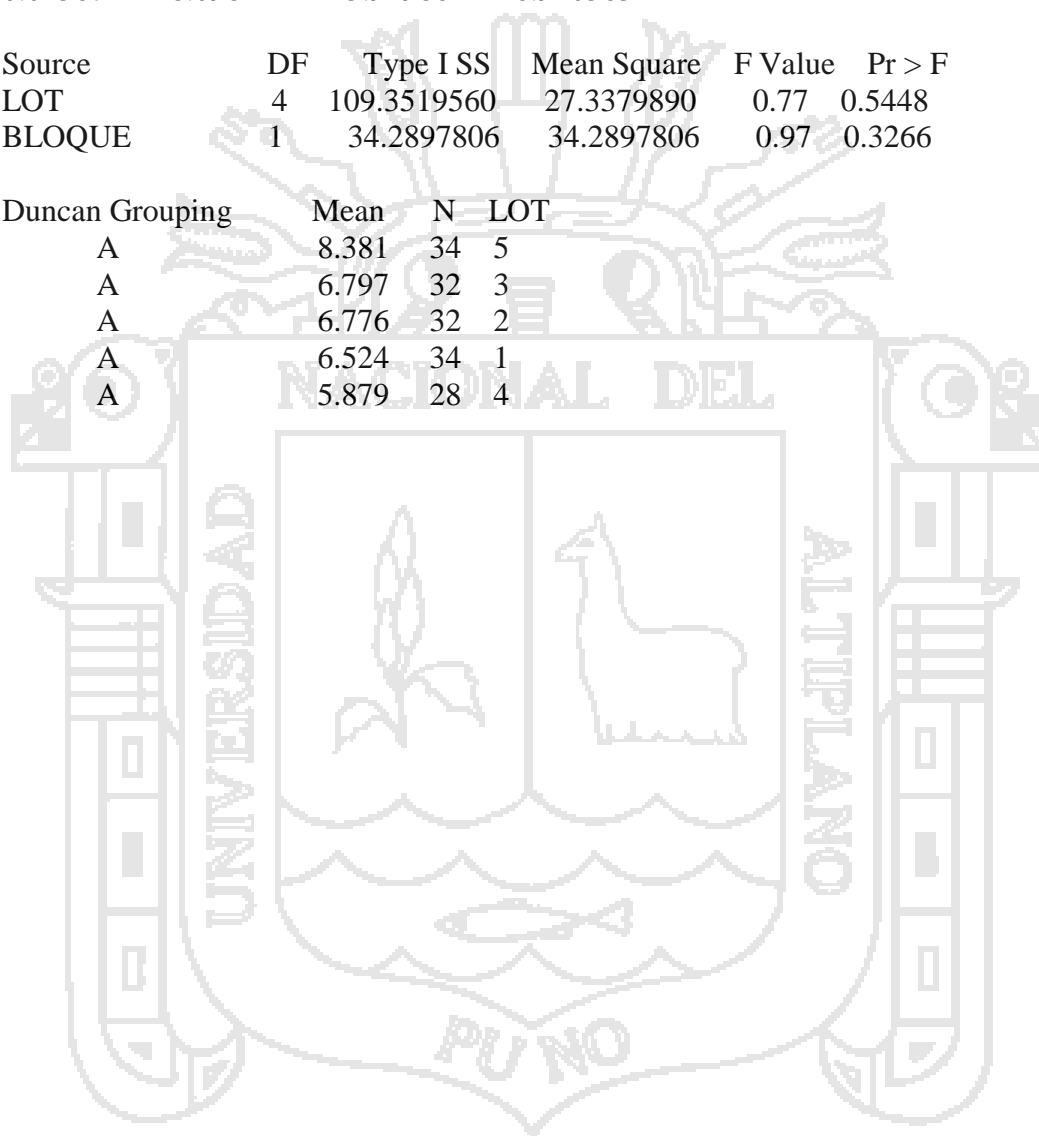 Source DF Type I SS Mean Square F Value Pr > F
LOT 4 109.3519560 27.3379890 0.77 0.5448
BLOQUE 1 34.2897806 34.2897806 0.97 0.3266
Duncan Grouping Mean N LOT
A 8.381 34 5
A 6.797 32 3
A 6.776 32 2
A 6.524 34 1
A 5.879 28 4
NACIONAL DEL
UNIVERSIDAD
ALTIPLANO
PUNO